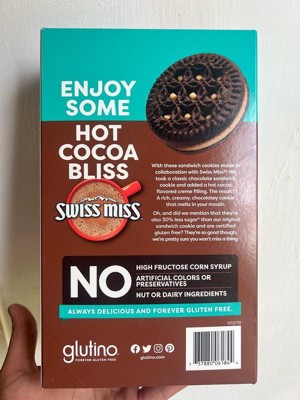 ENJOY
SOME
HOT
COCOA
BLISS
SWISS MISS
With these sandwich cookies made in
collaboration with Swiss Miss® We
took a classic chocolate sandwich
cookie and added a hot cocoa
flavored creme filling. The result?
A rich, creamy, chocolatey cookie
that melts in your mouth.
Oh, and did we mention that they're
also 30% less sugar* than our original
sandwich cookie and are certified
gluten free? They're so good though,
we're pretty sure you won't miss a thing.
NO
HIGH FRUCTOSE CORN SYRUP
ARTIFICIAL COLORS OR
PRESERVATIVES
NUT OR DAIRY INGREDIENTS
ALWAYS DELICIOUS AND FOREVER GLUTEN FREE.
glutino
FOREVER GLUTEN FREE
glutino.com
37880 06184